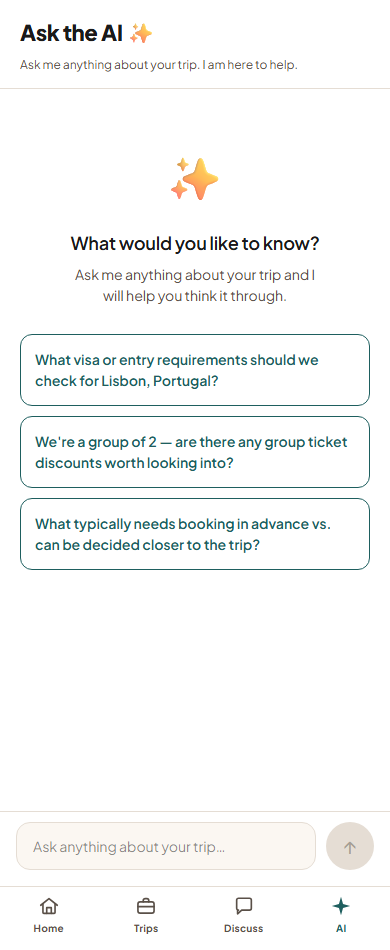 Ask the AI ✨
Ask me anything about your trip. I am here to help.
What would you like to know?
Ask me anything about your trip and I
will help you think it through.
What visa or entry requirements should we
check for Lisbon, Portugal?
We're a group of 2 — are there any group ticket
discounts worth looking into?
What typically needs booking in advance vs.
can be decided closer to the trip?
Ask anything about your trip...
Home
Trips
Discuss
AI